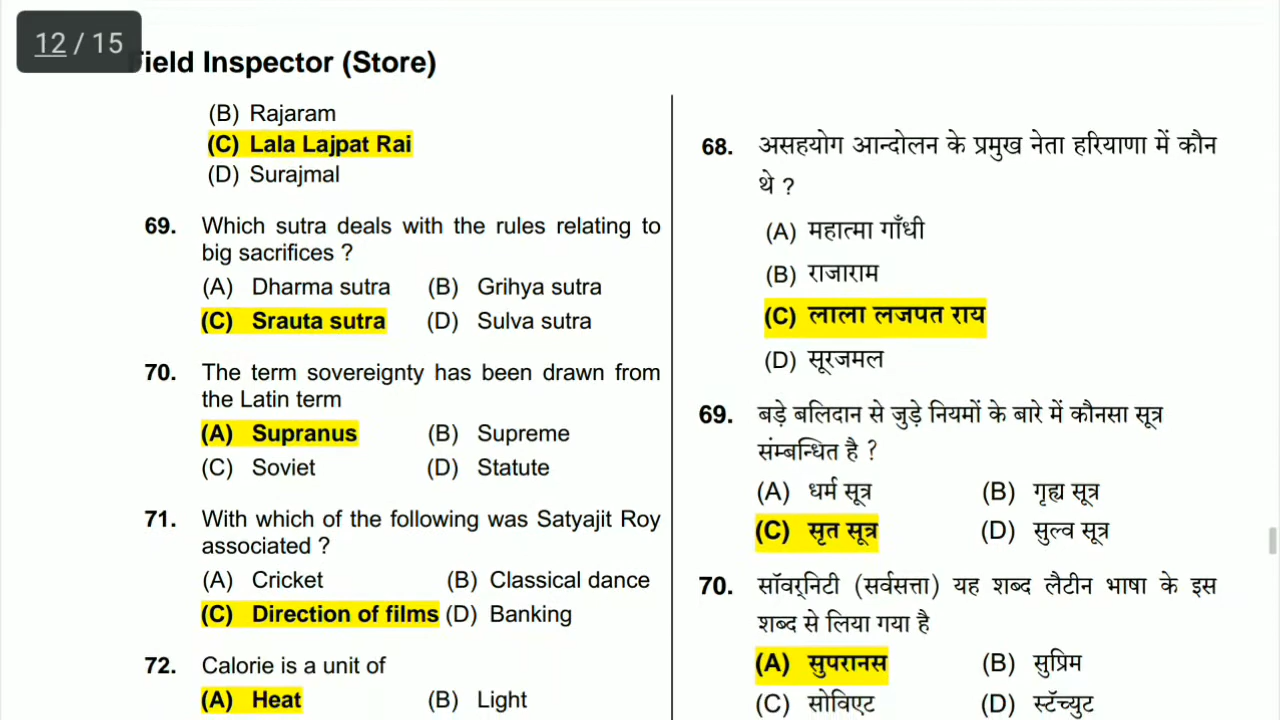 12 / 15
Field Inspector (Store)
(B) Rajaram
(C) Lala Lajpat Rai
(D) Surajmal
69. Which sutra deals with the rules relating to
big sacrifices ?
(A) Dharma sutra (B) Grihya sutra
(C) Srauta sutra (D) Sulva sutra
70. The term sovereignty has been drawn from
the Latin term
(A) Supranus (B) Supreme
(C) Soviet (D) Statute
71. With which of the following was Satyajit Roy
associated ?
(A) Cricket (B) Classical dance
(C) Direction of films (D) Banking
72. Calorie is a unit of
(A) Heat (B) Light
68. असहयोग आन्दोलन के प्रमुख नेता हरियाणा में कौन
थे ?
(A) महात्मा गाँधी
(B) राजाराम
(C) लाला लजपत राय
(D) सूरजमल
69. बड़े बलिदान से जुड़े नियमों के बारे में कौनसा सूत्र
संम्बन्धित है ?
(A) धर्म सूत्र (B) गृह्य सूत्र
(C) सृत सूत्र (D) सुल्व सूत्र
70. सॉवर्‌निटी (सर्वसत्ता) यह शब्द लैटीन भाषा के इस
शब्द से लिया गया है
(A) सुपरानस (B) सुप्रिम
(C) सोविएट (D) स्टॅच्युट